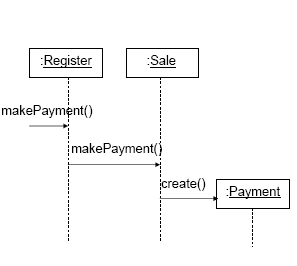 :Register
:Sale
makePayment()
makePayment()
create()
:Payment